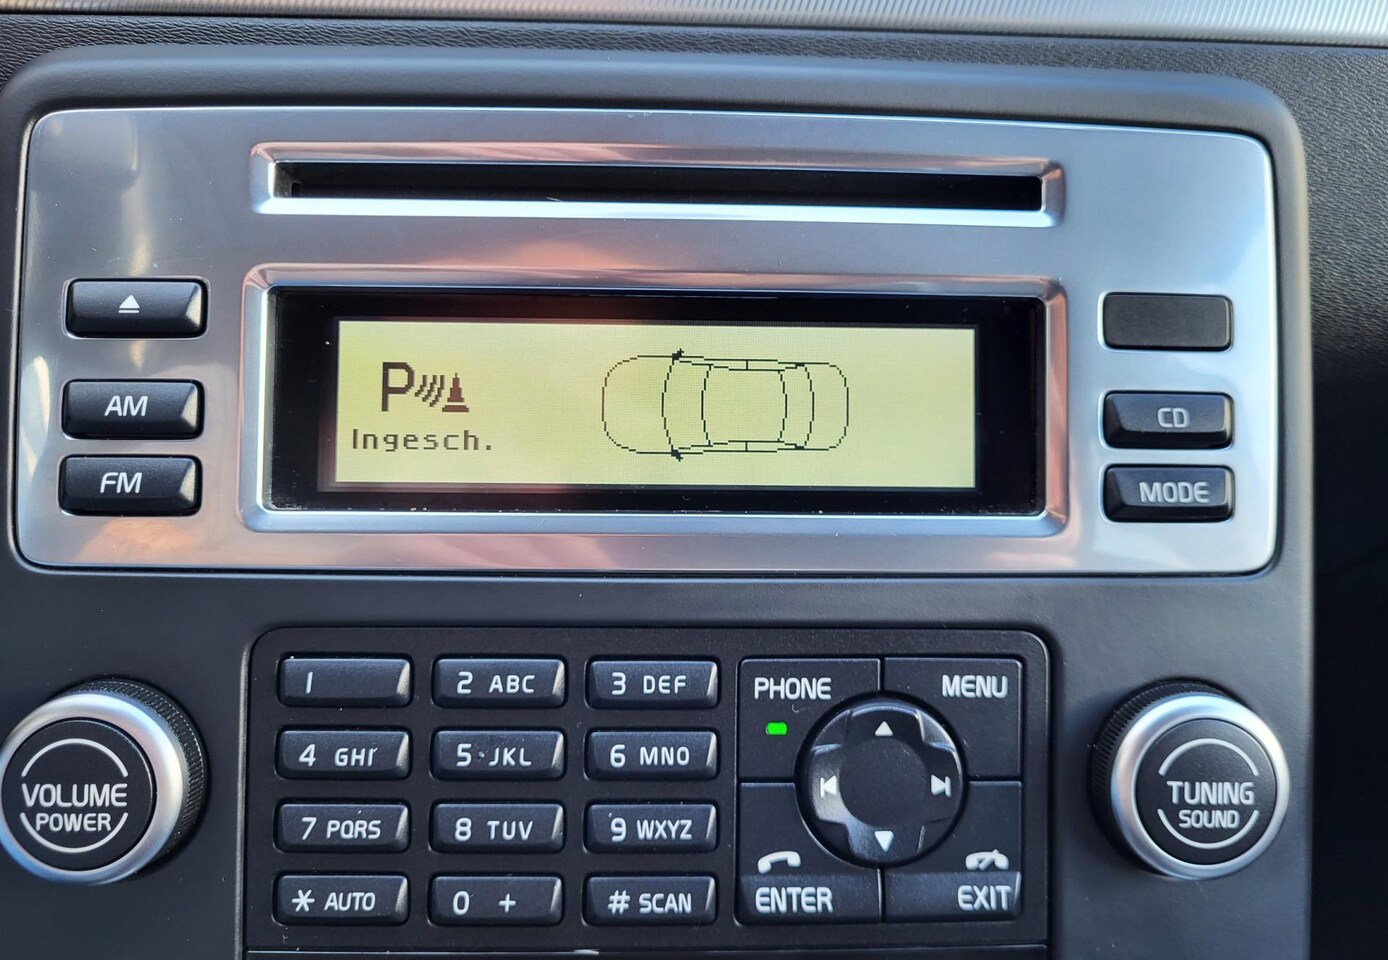 AM
FM
P
Ingesch.
CD
MODE
VOLUME
POWER
1
2 ABC
3 DEF
4 GHI
5 JKL
6 MNO
7 PQRS
8 TUV
9 WXYZ
* AUTO
0 +
# SCAN
PHONE
MENU
ENTER
EXIT
TUNING
SOUND